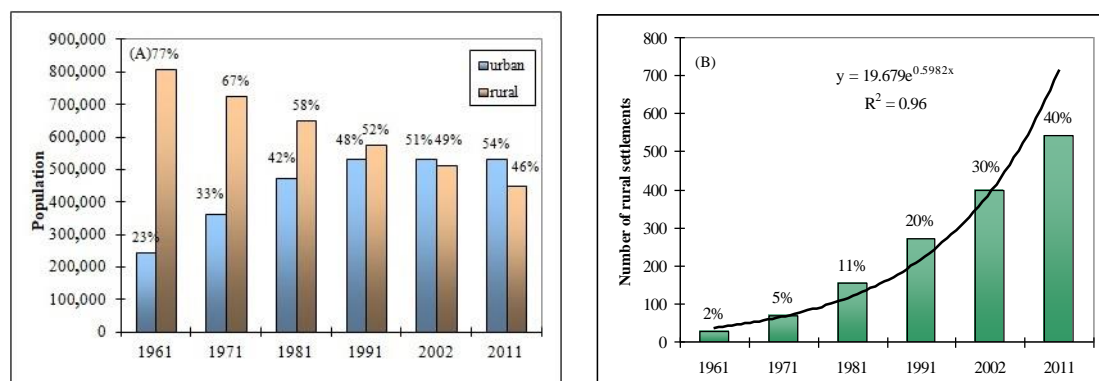 (A)
urban
rural
Population
900,000
800,000
700,000
600,000
500,000
400,000
300,000
200,000
100,000
0
23% 77%
33% 67%
42% 58%
48% 52%
51% 49%
54% 46%
1961 1971 1981 1991 2002 2011
(B)
y = 19.679e^0.5982x
R² = 0.96
Number of rural settlements
800
700
600
500
400
300
200
100
0
2% 5% 11% 20% 30% 40%
1961 1971 1981 1991 2002 2011